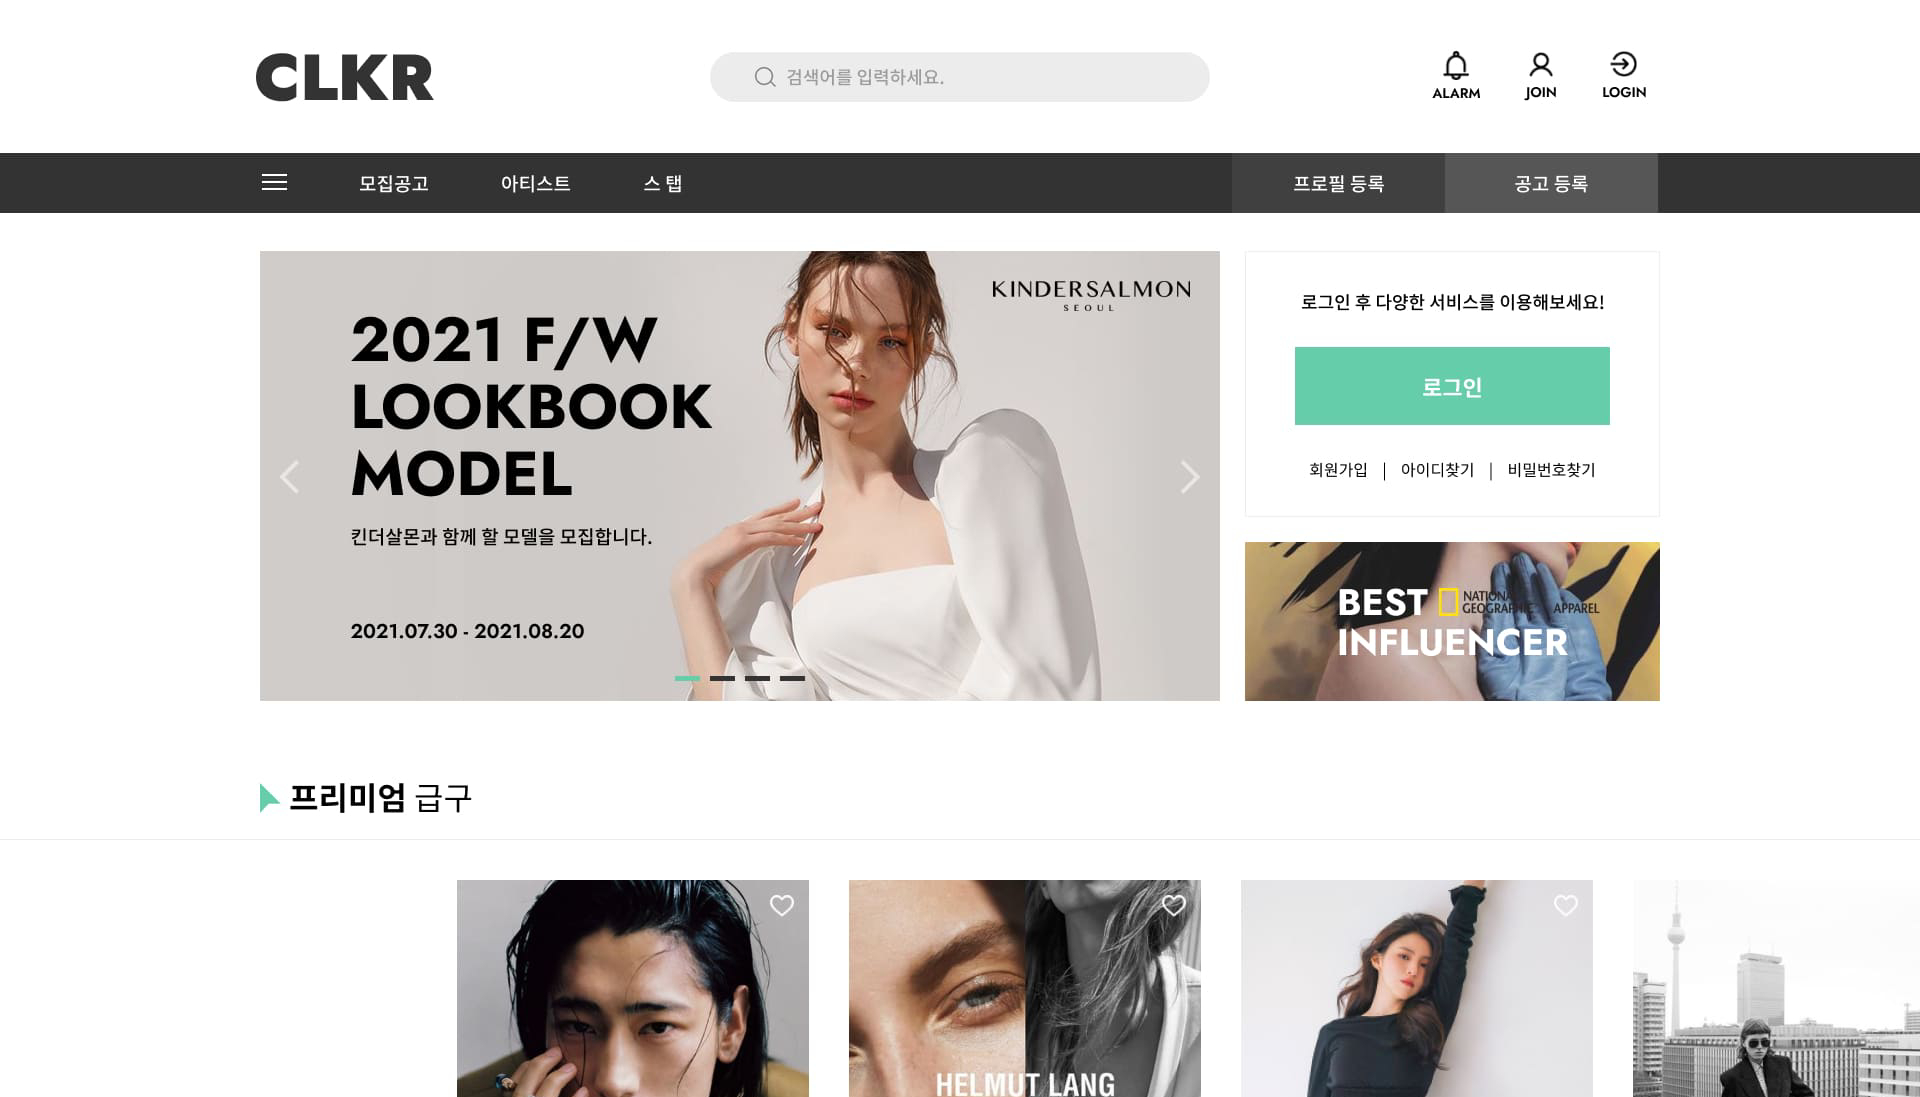 CLKR
검색어를 입력하세요.
ALARM
JOIN
LOGIN
모집공고
아티스트
스 탭
프로필 등록
공고 등록
KINDERSALMON
SEOUL
2021 F/W
LOOKBOOK
MODEL
킨더살몬과 함께 할 모델을 모집합니다.
2021.07.30 - 2021.08.20
로그인 후 다양한 서비스를 이용해보세요!
로그인
회원가입 | 아이디찾기 | 비밀번호찾기
BEST NATIONAL
GEOGRAPHIC APPAREL
INFLUENCER
프리미엄 급구
HELMUT LANG